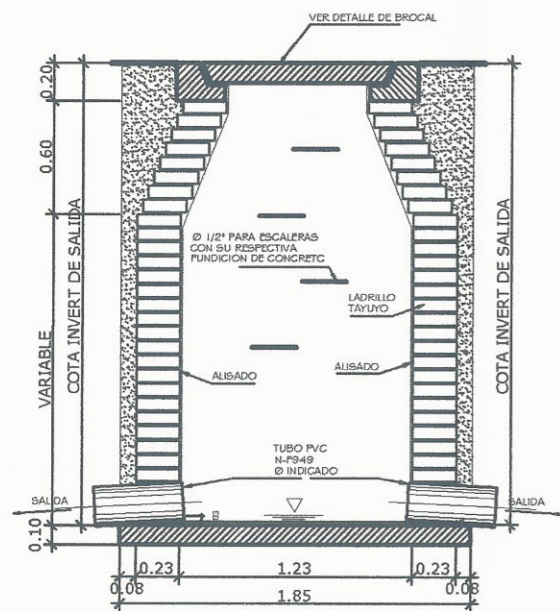 VER DETALLE DE BROCAL
0.20
0.60
VARIABLE
0.10
COTA INVERT DE SALIDA
COTA INVERT DE SALIDA
Ø 1/2" PARA ESCALERAS
CON SU RESPECTIVA
FUNDICION DE CONCRETO
LADRILLO
TAYUYO
ALISADO
ALISADO
TUBO PVC
N-F949
Ø INDICADO
SALIDA
SALIDA
0.23
1.23
0.23
0.08
0.08
1.85